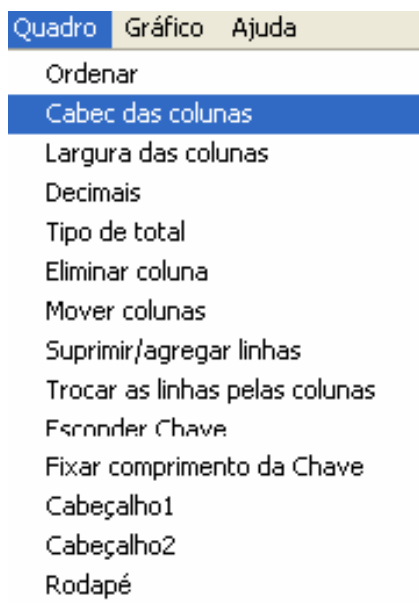 Quadro Gráfico Ajuda
Ordenar
Cabec das colunas
Largura das colunas
Decimais
Tipo de total
Eliminar coluna
Mover colunas
Suprimir/agregar linhas
Trocar as linhas pelas colunas
Esconder Chave
Fixar comprimento da Chave
Cabeçalho1
Cabeçalho2
Rodapé